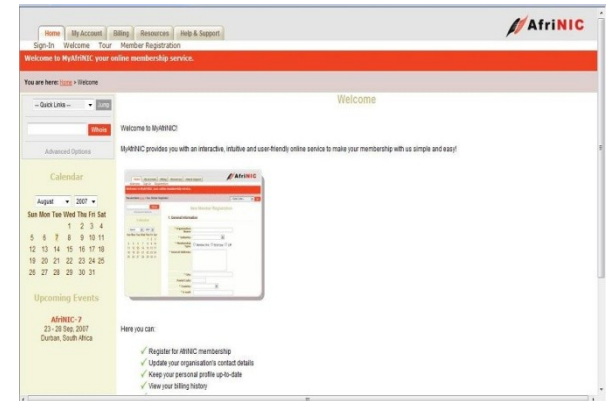 AfriNIC
Home My Account Billing Resources Help & Support
Sign-In Welcome Tour Member Registration
Welcome to MyAfriNIC your online membership service.
You are here: Home > Welcome
-- Quick Links -- Jump
Whois
Advanced Options
Calendar
August 2007
Sun Mon Tue Wed Thu Fri Sat
1 2 3 4
5 6 7 8 9 10 11
12 13 14 15 16 17 18
19 20 21 22 23 24 25
26 27 28 29 30 31
Upcoming Events
AfriNIC-7
23 - 28 Sep, 2007
Durban, South Africa
Welcome
Welcome to MyAfriNIC!
MyAfriNIC provides you with an interactive, intuitive and user-friendly online service to make your membership with us simple and easy!
AfriNIC
Here you can:
✓ Register for AfriNIC membership
✓ Update your organisation's contact details
✓ Keep your personal profile up-to-date
✓ View your billing history